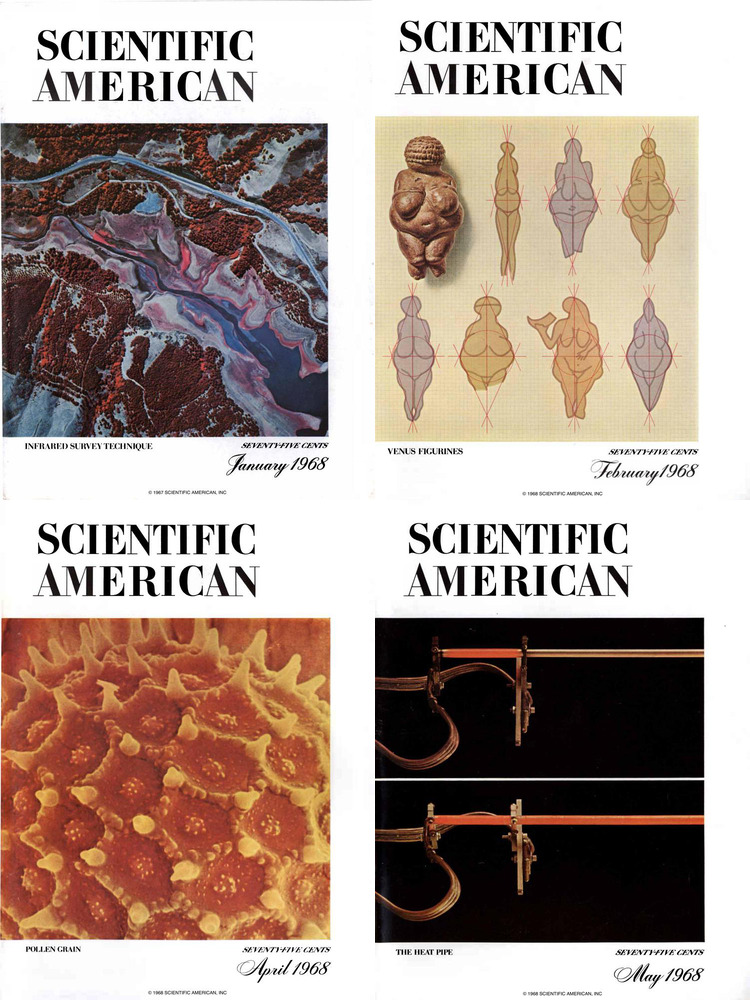 SCIENTIFIC
AMERICAN
INFRARED SURVEY TECHNIQUE
SEVENTY-FIVE CENTS
January 1968
© 1967 SCIENTIFIC AMERICAN, INC
SCIENTIFIC
AMERICAN
VENUS FIGURINES
SEVENTY-FIVE CENTS
February 1968
© 1968 SCIENTIFIC AMERICAN, INC
SCIENTIFIC
AMERICAN
POLLEN GRAIN
SEVENTY-FIVE CENTS
April 1968
© 1968 SCIENTIFIC AMERICAN, INC
SCIENTIFIC
AMERICAN
THE HEAT PIPE
SEVENTY-FIVE CENTS
May 1968
© 1968 SCIENTIFIC AMERICAN, INC